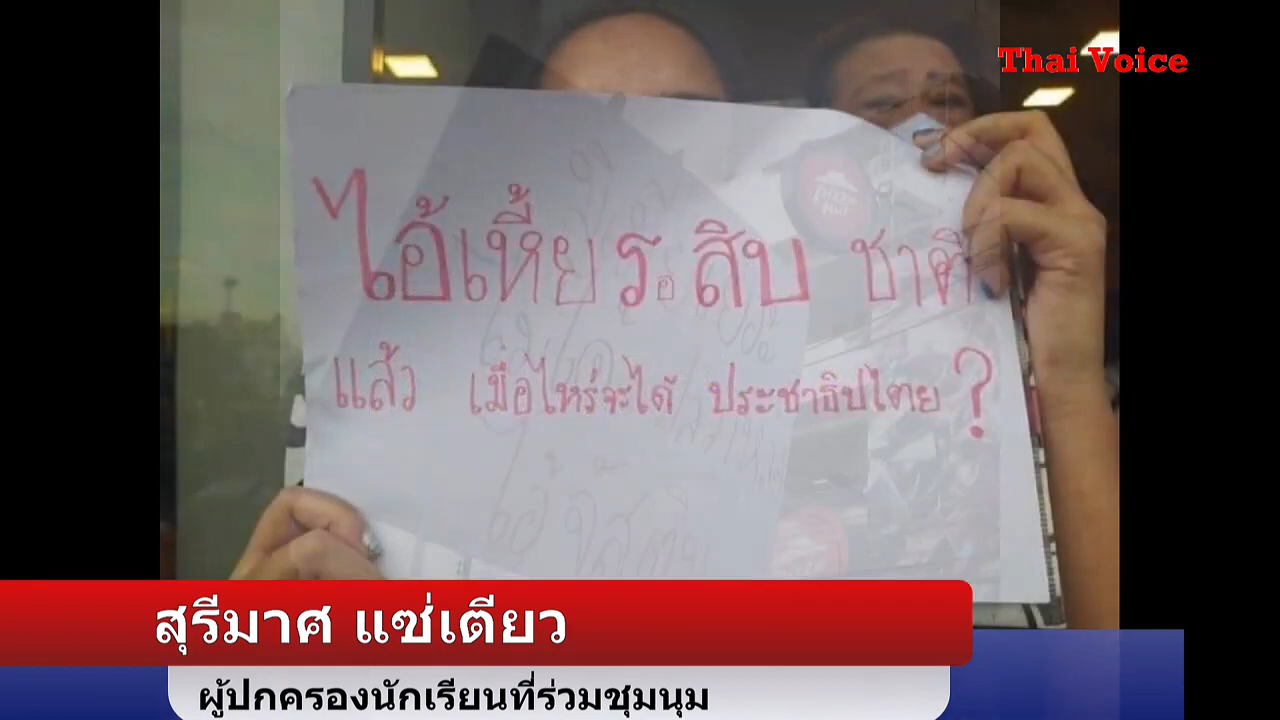 Thai Voice
ไอ้เหี้ย รอ สิบ ชาติ
แล้ว เมื่อไหร่จะได้ ประชาธิปไตย ?
สุรีมาศ แซ่เตียว
ผู้ปกครองนักเรียนที่ร่วมชุมนุม